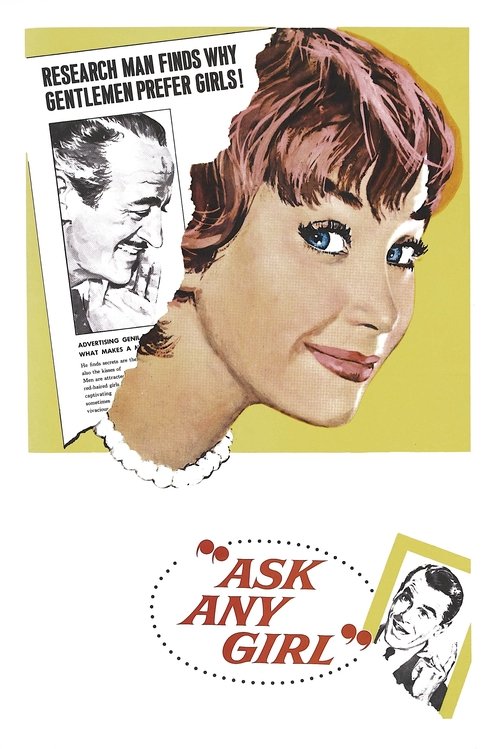 RESEARCH MAN FINDS WHY
GENTLEMEN PREFER GIRLS!
ADVERTISING GENI
WHAT MAKES A
He finds secrets are the
also the kisses of
Men are attracte
red-haired girls
captivating
sometimes
vivacious
"ASK
ANY
GIRL"